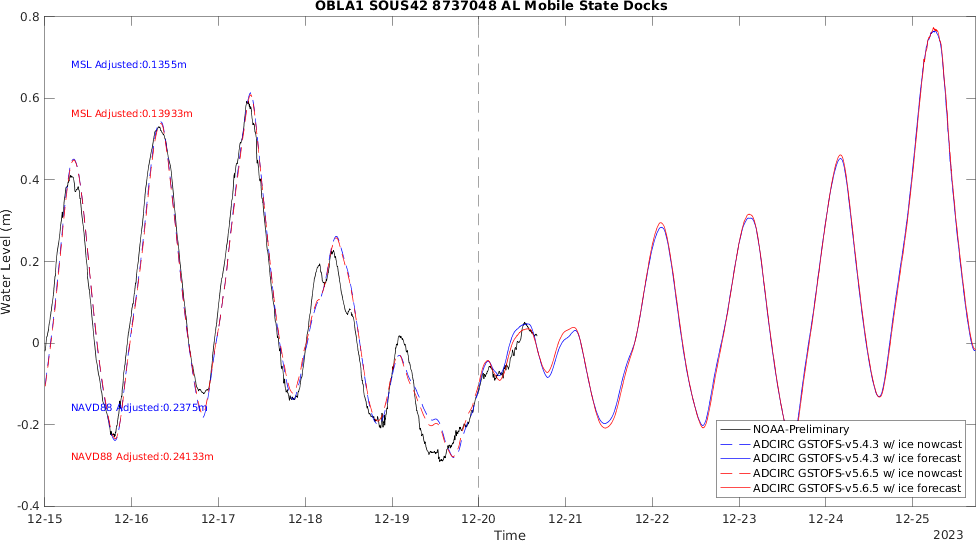 OBLA1 SOUS42 8737048 AL Mobile State Docks
0.8
MSL Adjusted:0.1355m
0.6
MSL Adjusted:0.13933m
0.4
0.2
Water Level (m)
0
NAVD88 Adjusted:0.2375m
-0.2
NAVD88 Adjusted:0.24133m
-0.4
NOAA-Preliminary
ADCIRC GSTOFS-v5.4.3 w/ ice nowcast
ADCIRC GSTOFS-v5.4.3 w/ ice forecast
ADCIRC GSTOFS-v5.6.5 w/ ice nowcast
ADCIRC GSTOFS-v5.6.5 w/ ice forecast
12-15 12-16 12-17 12-18 12-19 12-20 12-21 12-22 12-23 12-24 12-25
Time
2023